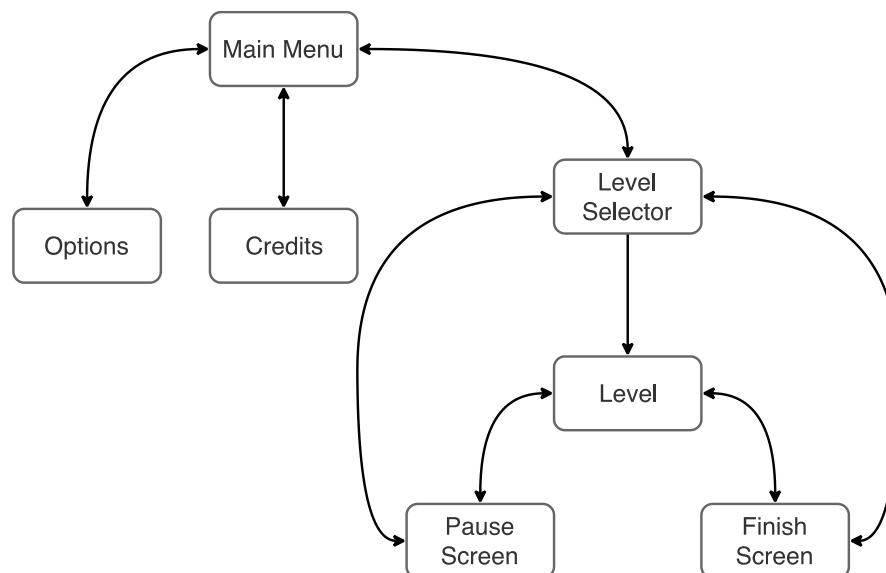 Main Menu
Level
Selector
Options
Credits
Level
Pause
Screen
Finish
Screen